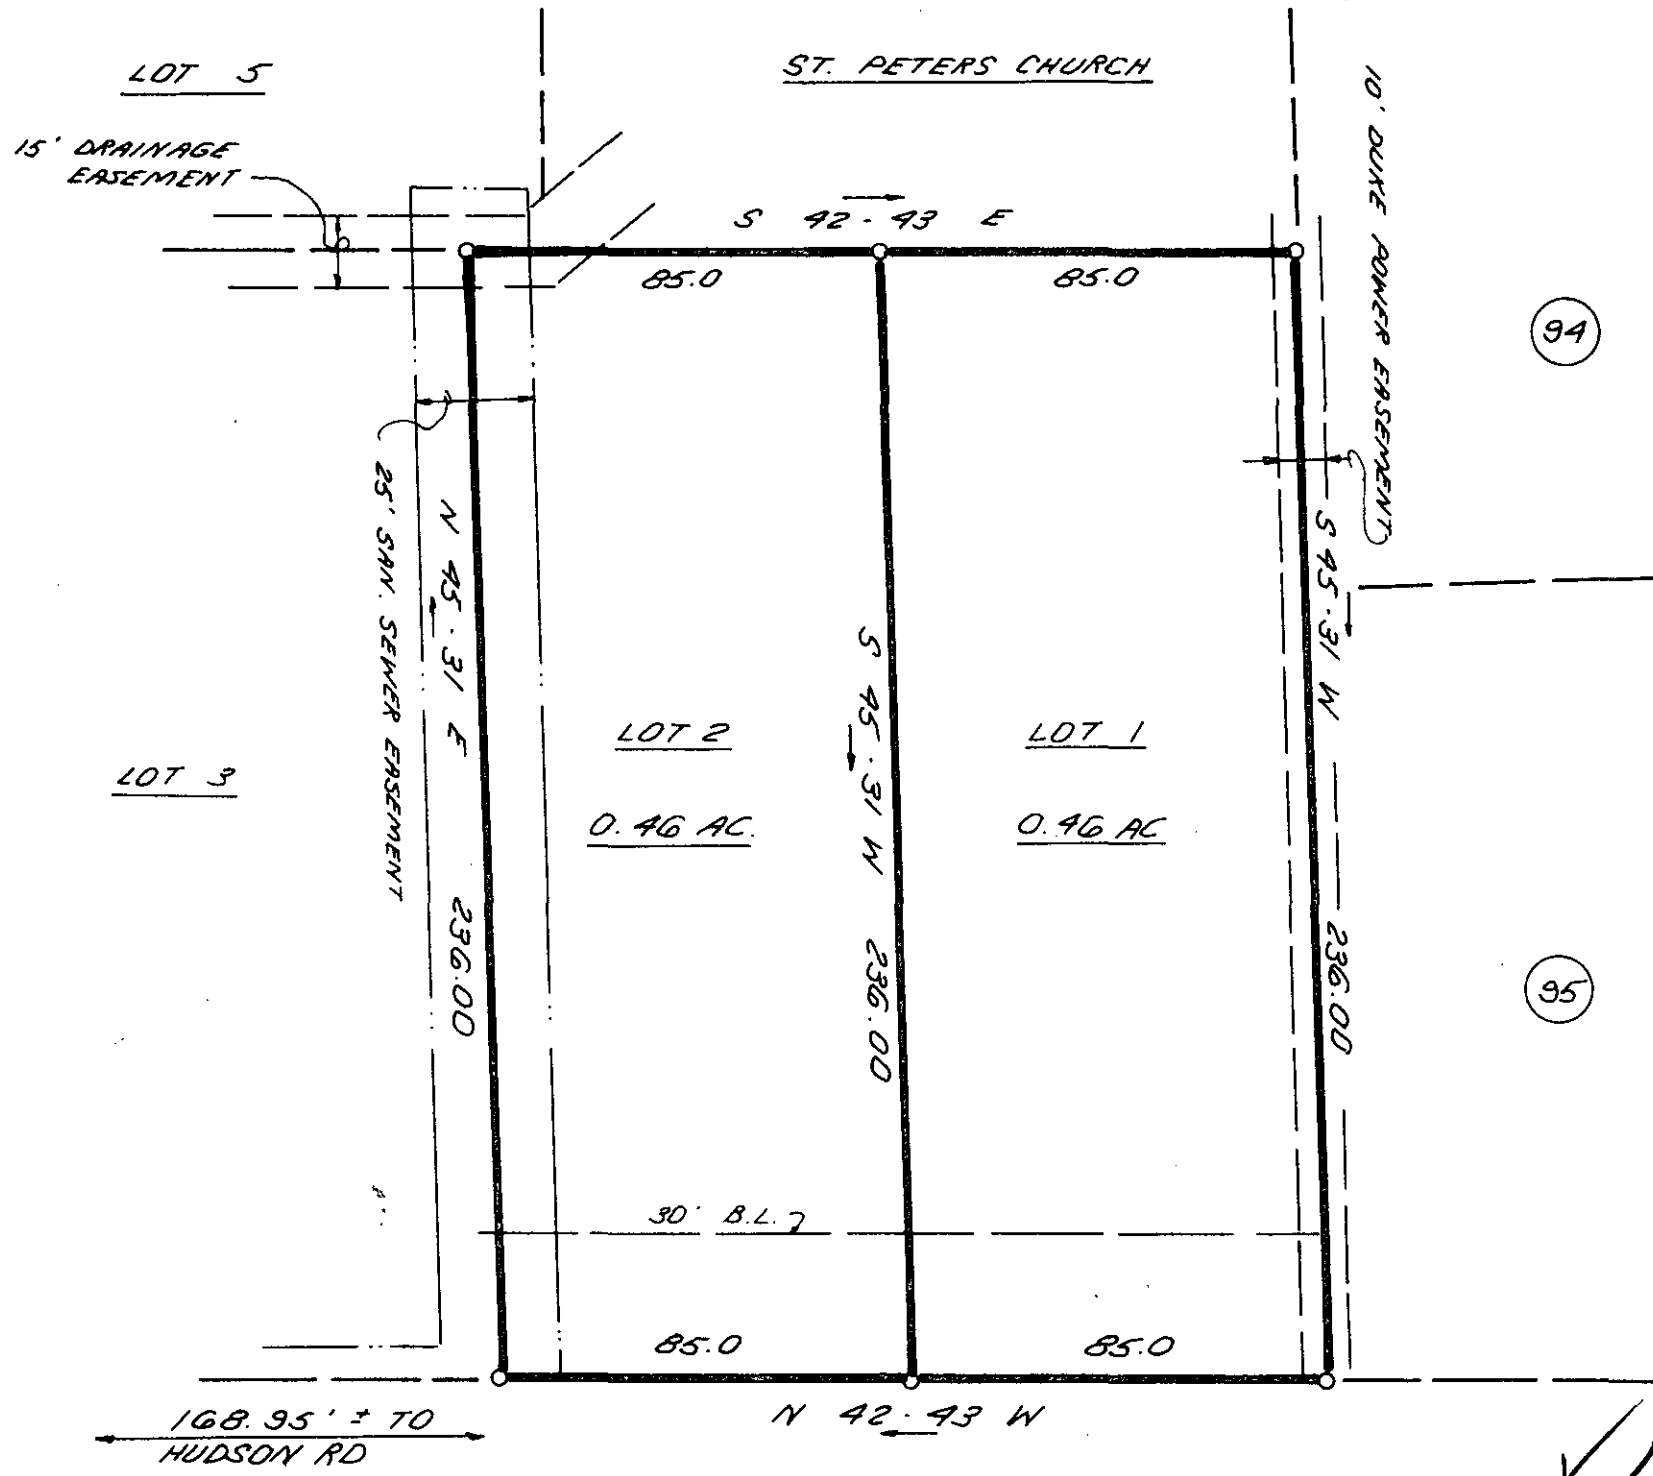 LOT 5
ST. PETERS CHURCH
15' DRAINAGE
EASEMENT
10' DUKE POWER EASEMENT
S 42-43 E
85.0
85.0
94
25' SAN. SEWER EASEMENT
N 45-31 E 236.00
S 45-31 W 236.00
S 45-31 W 236.00
LOT 2
LOT 1
LOT 3
0.46 AC.
0.46 AC
95
30' B.L.
85.0
85.0
168.95' ± TO
HUDSON RD
N 42-43 W